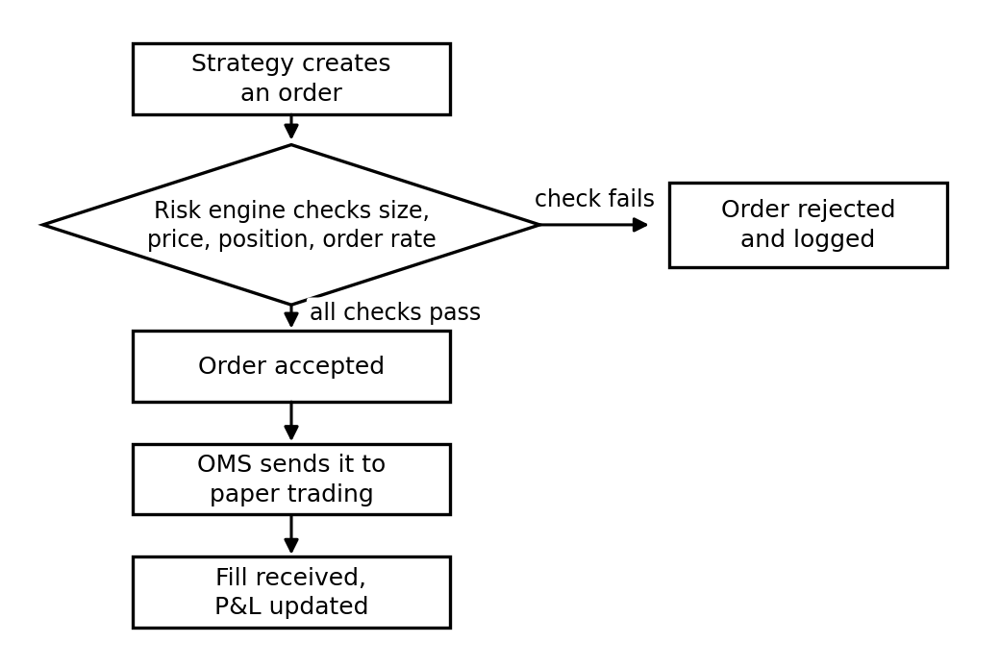 Strategy creates
an order
Risk engine checks size,
price, position, order rate
check fails
Order rejected
and logged
all checks pass
Order accepted
OMS sends it to
paper trading
Fill received,
P&L updated